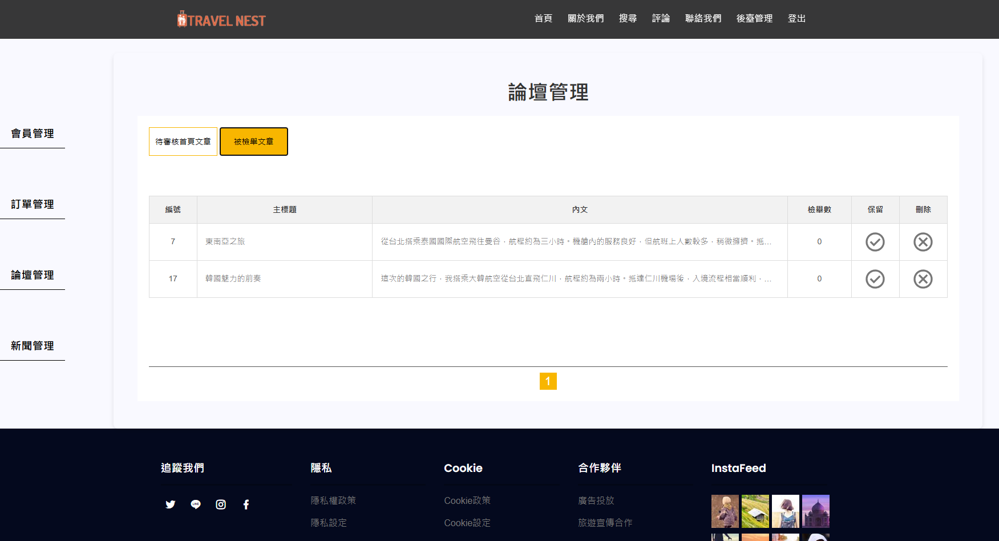 TRAVEL NEST
首頁 關於我們 搜尋 評論 聯絡我們 後臺管理 登出
論壇管理
會員管理
訂單管理
論壇管理
新聞管理
待審核首頁文章 被檢舉文章
編號 主標題 內文 檢舉數 保留 刪除
7 東南亞之旅 從台北搭乘泰國國際航空飛往曼谷，航程約為三小時。機艙內的服務良好，但航班上人數較多，稍微擁擠。抵... 0
17 韓國魅力的前奏 這次的韓國之行，我搭乘大韓航空從台北直飛仁川，航程約為兩小時。抵達仁川機場後，入境流程相當順利，... 0
1
追蹤我們 隱私 Cookie 合作夥伴 InstaFeed
LINE
隱私權政策 Cookie政策 廣告投放
隱私設定 Cookie設定 旅遊宣傳合作